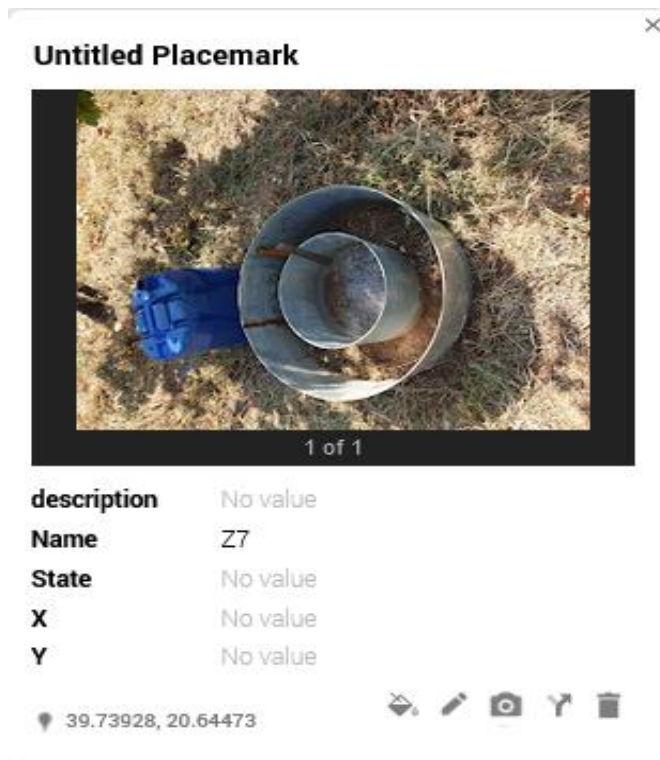 Untitled Placemark
1 of 1
description No value
Name Z7
State No value
X No value
Y No value
39.73928, 20.64473